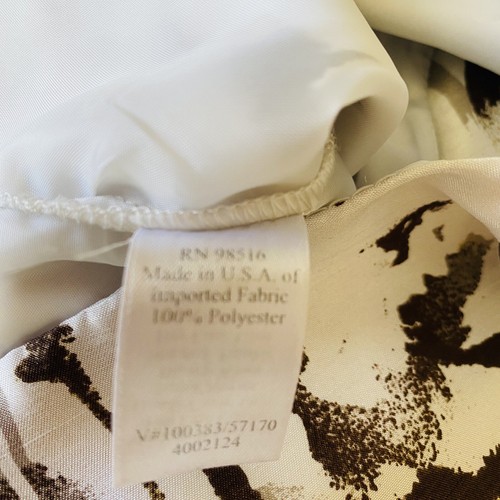 RN 98516
Made in U.S.A. of
Imported Fabric
100% Polyester
V#100383/57170
4002124